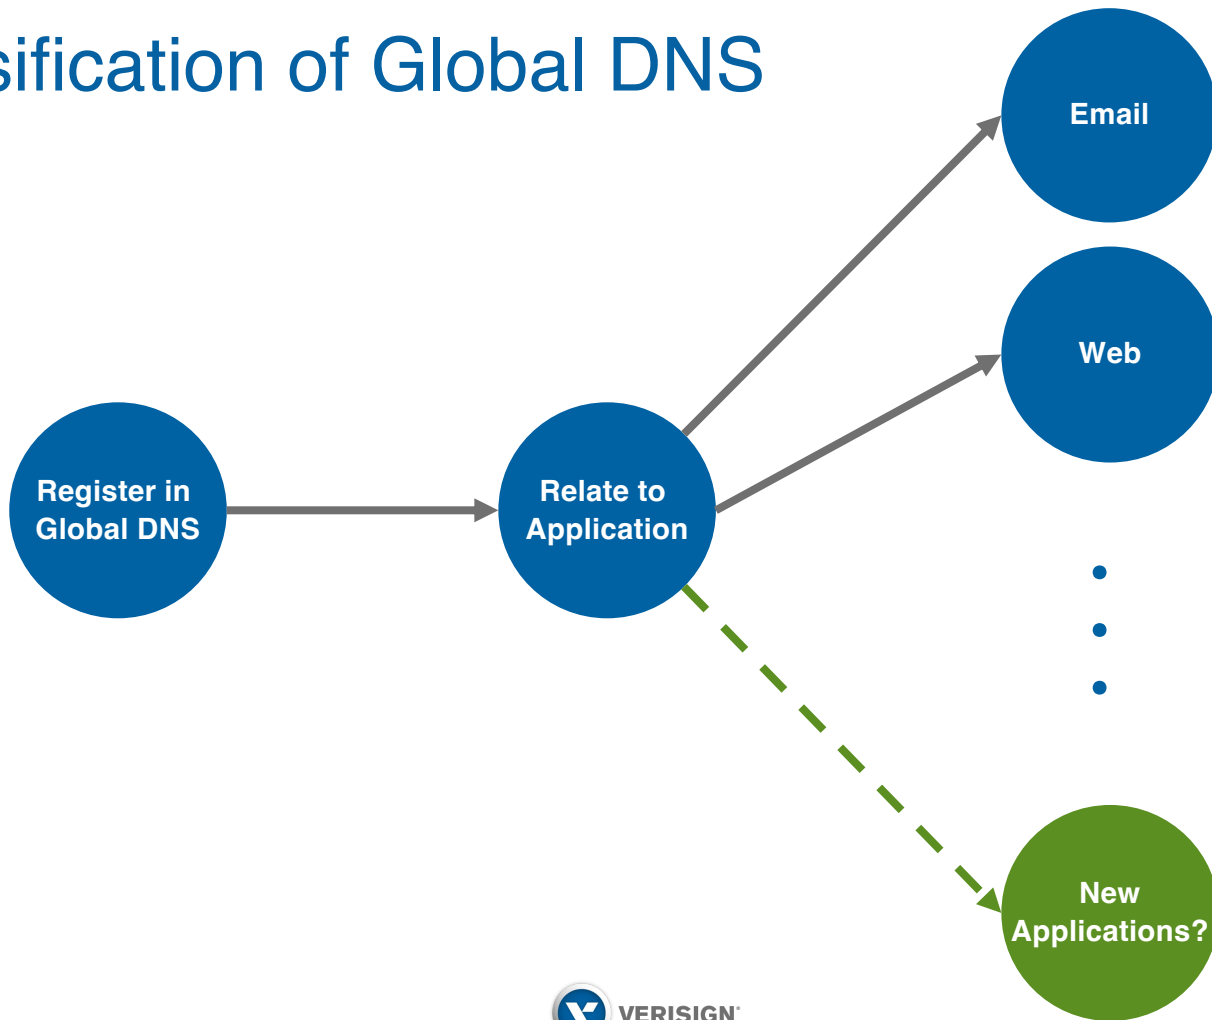 sification of Global DNS
Email
Web
Register in
Global DNS
Relate to
Application
New
Applications?
VERISIGN®